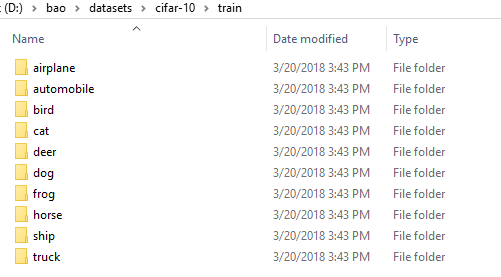 (D:) > bao > datasets > cifar-10 > train
Name Date modified Type
airplane 3/20/2018 3:43 PM File folder
automobile 3/20/2018 3:43 PM File folder
bird 3/20/2018 3:43 PM File folder
cat 3/20/2018 3:43 PM File folder
deer 3/20/2018 3:43 PM File folder
dog 3/20/2018 3:43 PM File folder
frog 3/20/2018 3:43 PM File folder
horse 3/20/2018 3:43 PM File folder
ship 3/20/2018 3:43 PM File folder
truck 3/20/2018 3:43 PM File folder